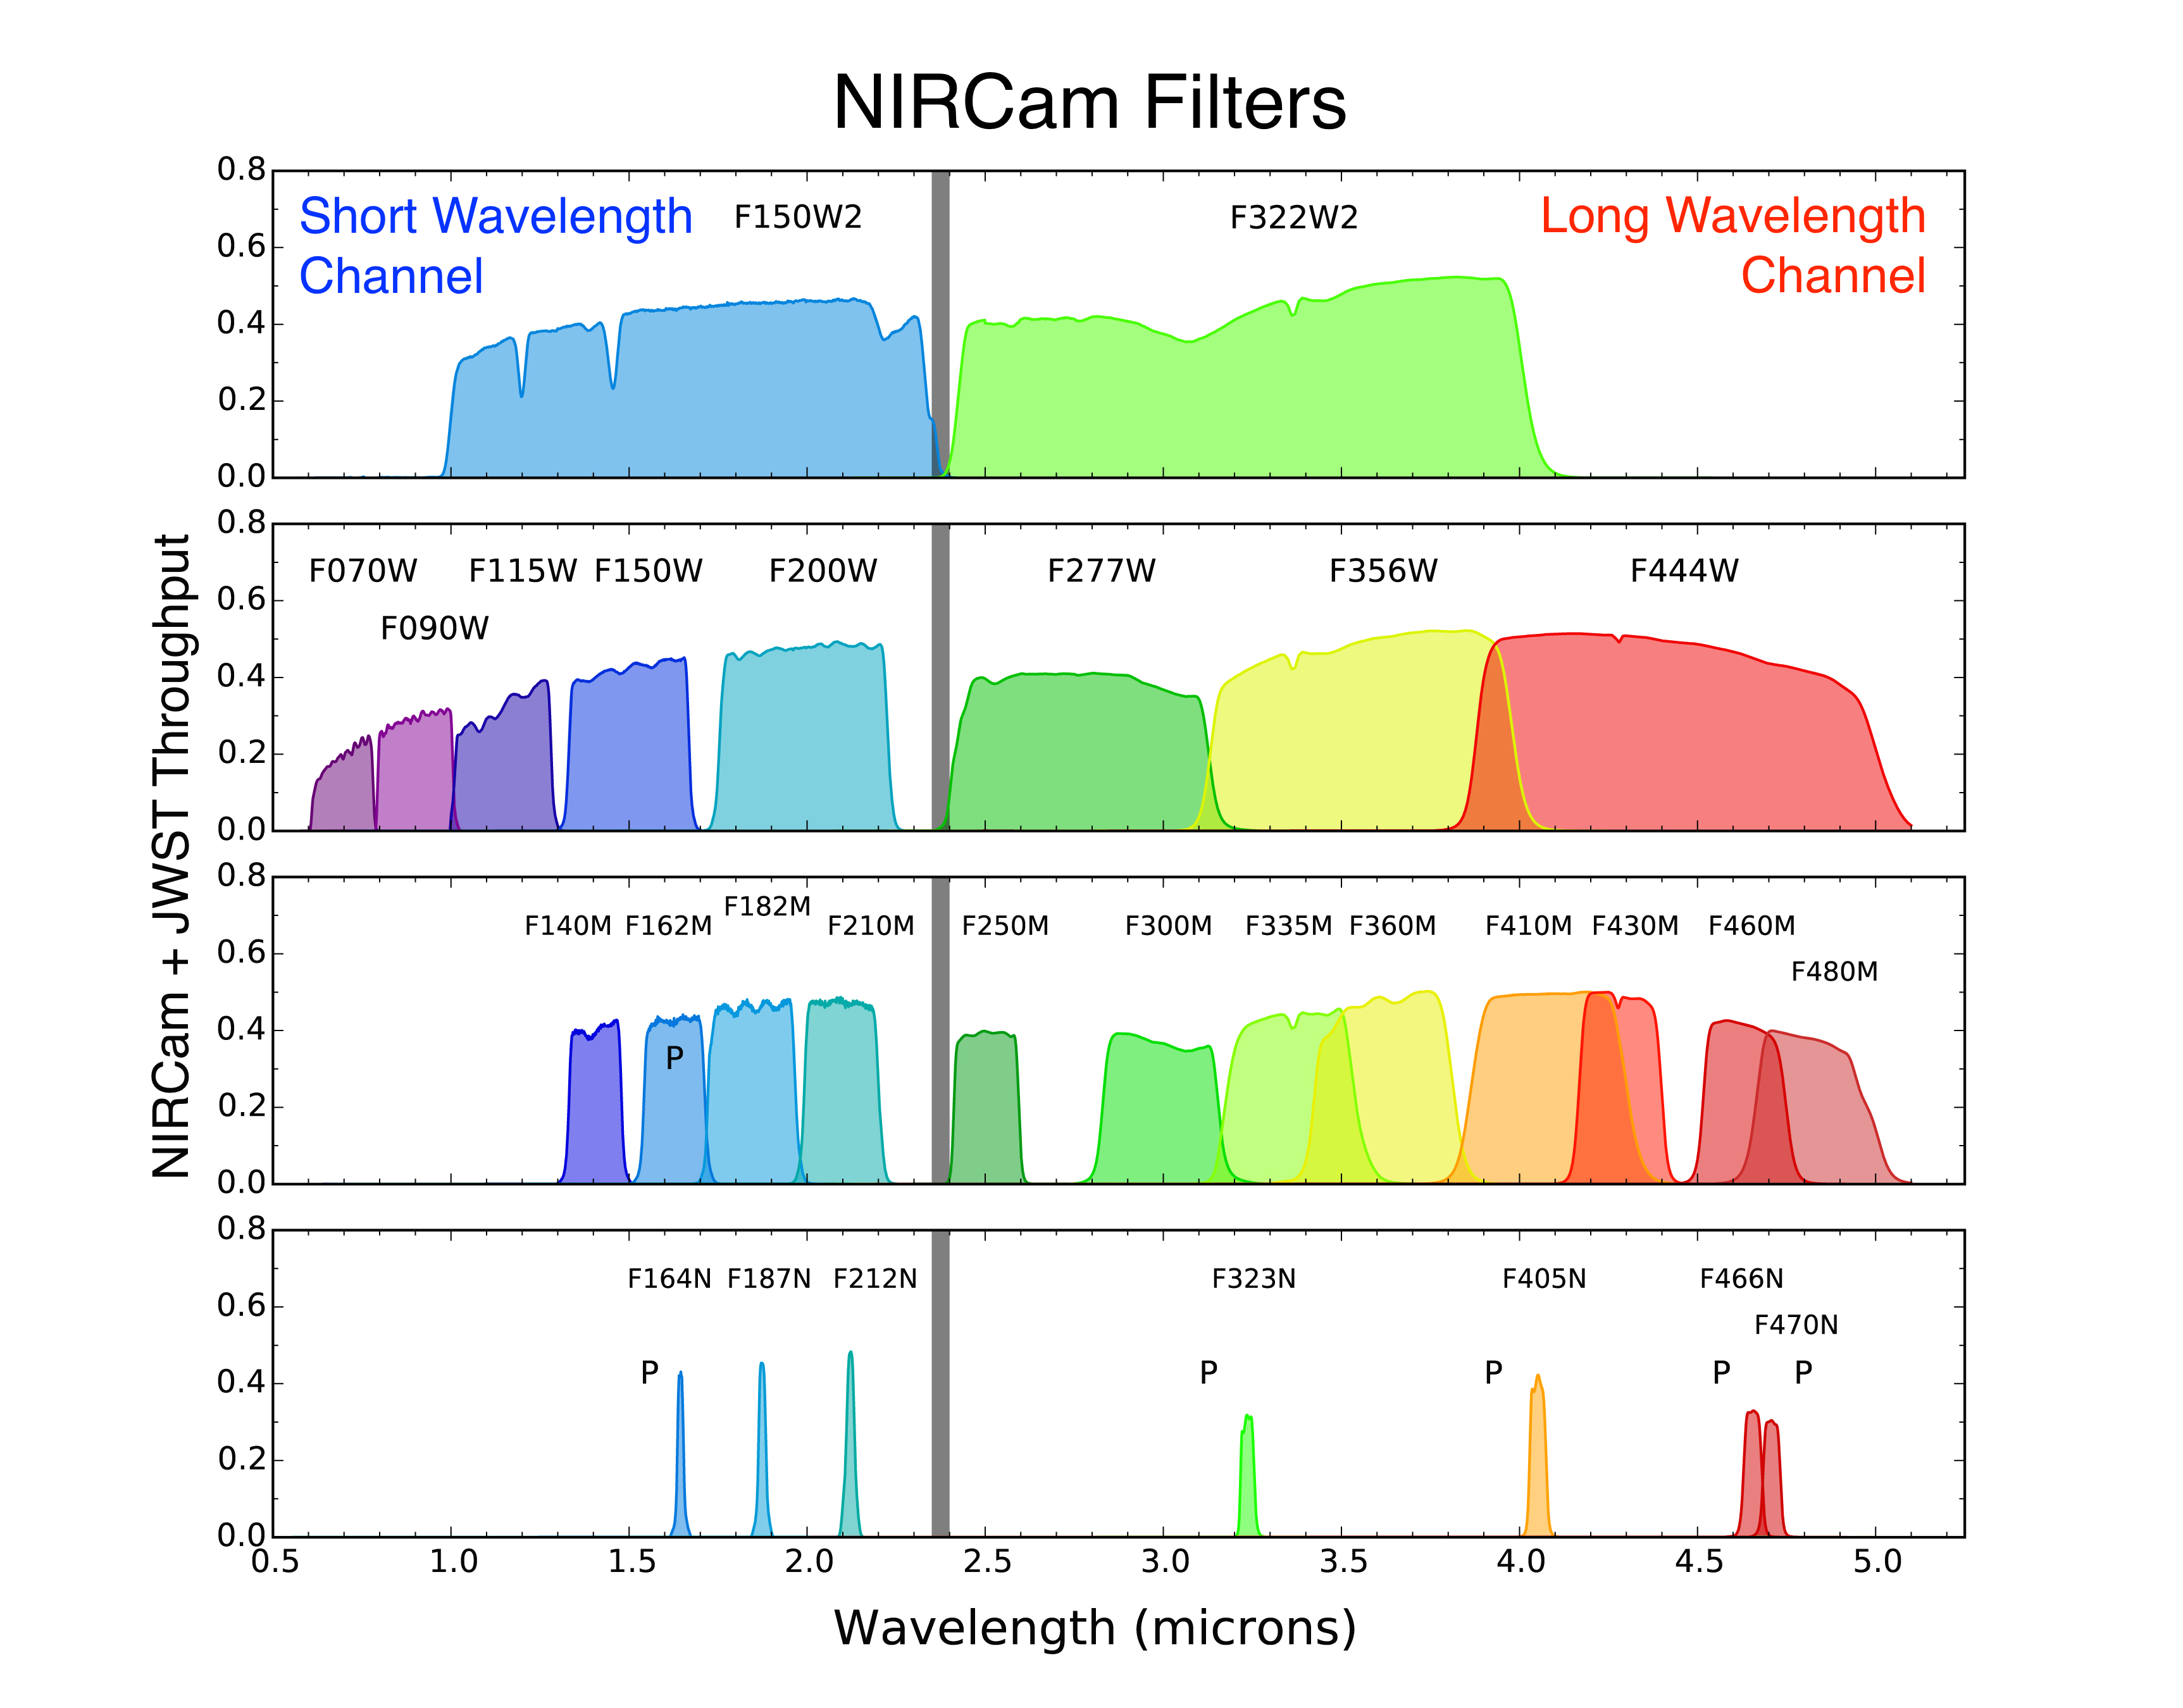 NIRCam Filters
NIRCam + JWST Throughput
0.8
0.6
0.4
0.2
0.0
Short Wavelength
Channel
F150W2
F322W2
Long Wavelength
Channel
0.8
0.6
0.4
0.2
0.0
F070W
F115W
F150W
F200W
F277W
F356W
F444W
F090W
0.8
0.6
0.4
0.2
0.0
F182M
F140M
F162M
F210M
F250M
F300M
F335M
F360M
F410M
F430M
F460M
F480M
P
0.8
0.6
0.4
0.2
0.0
F164N
F187N
F212N
F323N
F405N
F466N
F470N
P
P
P
P
P
0.5
1.0
1.5
2.0
2.5
3.0
3.5
4.0
4.5
5.0
Wavelength (microns)